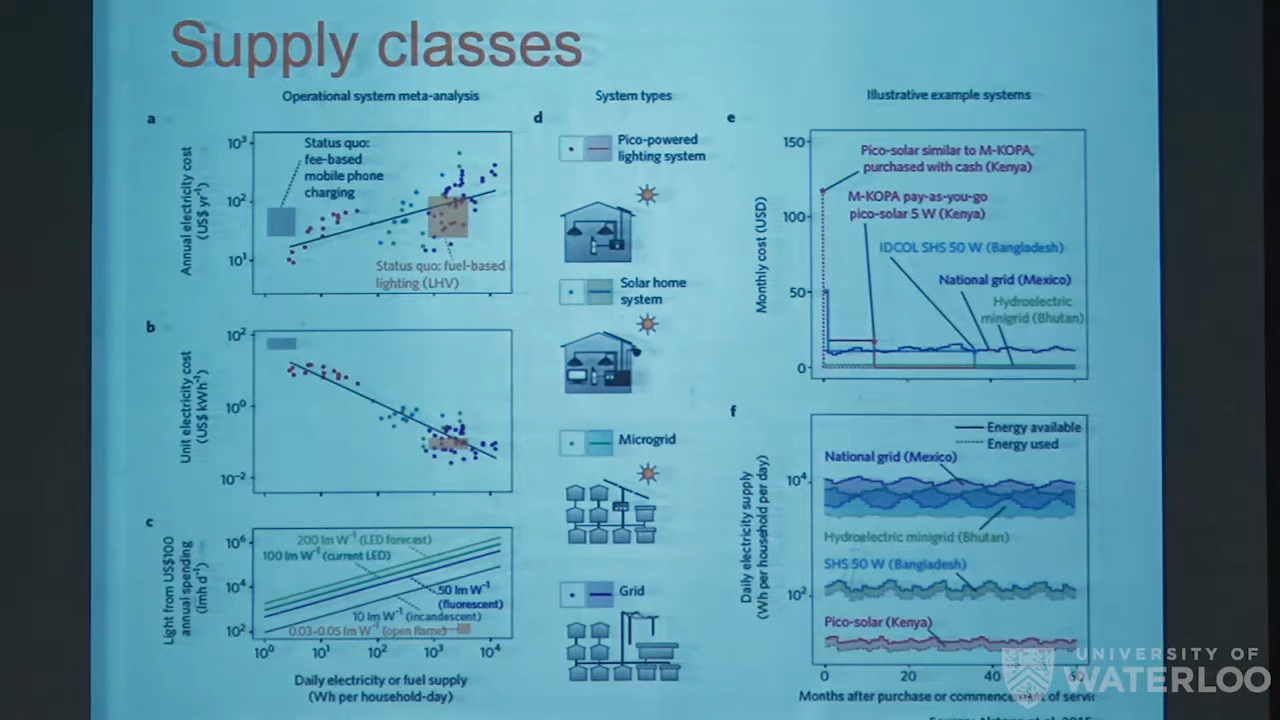 Supply classes
Operational system meta-analysis
a
Annual electricity cost
(US$ yr⁻¹)
10³
10²
10¹
Status quo:
fee-based
mobile phone
charging
Status quo: fuel-based
lighting (LHV)
b
Unit electricity cost
(US$ kWh⁻¹)
10²
10⁰
10⁻²
c
Light from US$100
annual spending
(lmh d⁻¹)
10⁶
10⁴
10²
200 lm W⁻¹ (LED forecast)
100 lm W⁻¹ (current LED)
50 lm W⁻¹
(fluorescent)
10 lm W⁻¹ (incandescent)
0.03–0.05 lm W⁻¹ (open flame)
10⁰ 10¹ 10² 10³ 10⁴
Daily electricity or fuel supply
(Wh per household-day)
System types
d
Pico-powered
lighting system
Solar home
system
Microgrid
Grid
Illustrative example systems
e
Monthly cost (USD)
150
100
50
0
Pico-solar similar to M-KOPA,
purchased with cash (Kenya)
M-KOPA pay-as-you-go
pico-solar 5 W (Kenya)
IDCOL SHS 50 W (Bangladesh)
National grid (Mexico)
Hydroelectric
minigrid (Bhutan)
f
Daily electricity supply
(Wh per household per day)
10⁴
10²
Energy available
Energy used
National grid (Mexico)
Hydroelectric minigrid (Bhutan)
SHS 50 W (Bangladesh)
Pico-solar (Kenya)
0 20 40 60
Months after purchase or commencement of servic
UNIVERSITY OF
WATERLOO